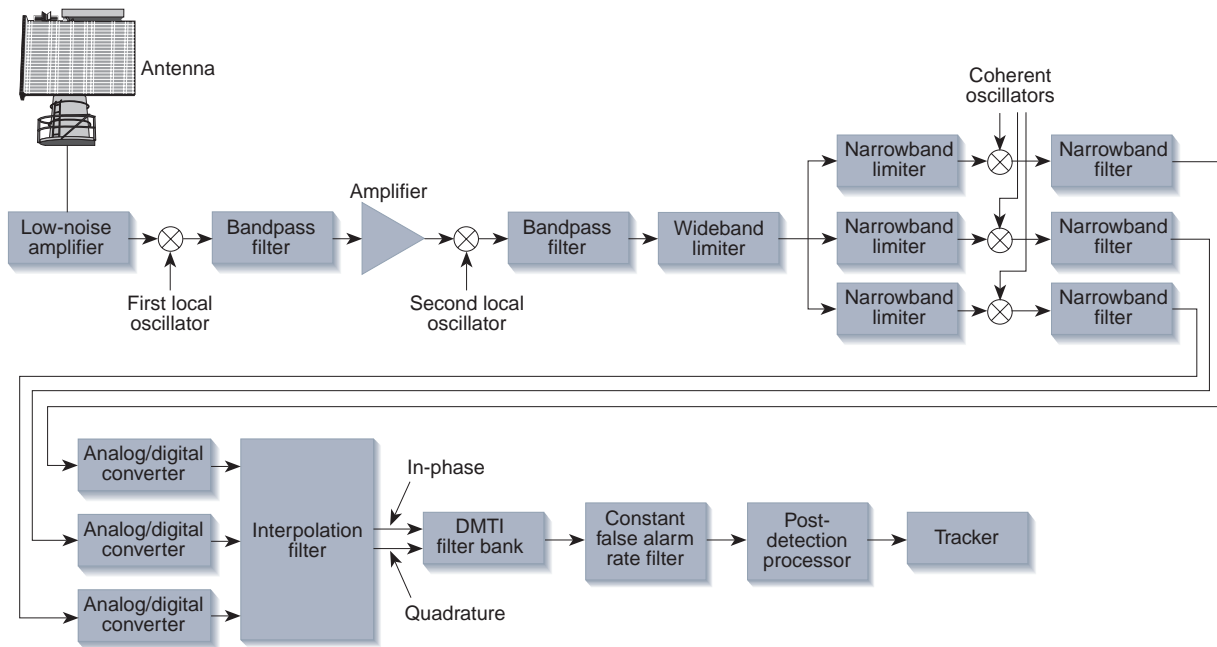 Antenna
Coherent
oscillators
Narrowband
limiter
Narrowband
filter
Amplifier
Low-noise
amplifier
Bandpass
filter
Bandpass
filter
Wideband
limiter
Narrowband
limiter
Narrowband
filter
First local
oscillator
Second local
oscillator
Narrowband
limiter
Narrowband
filter
Analog/digital
converter
In-phase
Analog/digital
converter
Interpolation
filter
DMTI
filter bank
Constant
false alarm
rate filter
Post-
detection
processor
Tracker
Analog/digital
converter
Quadrature